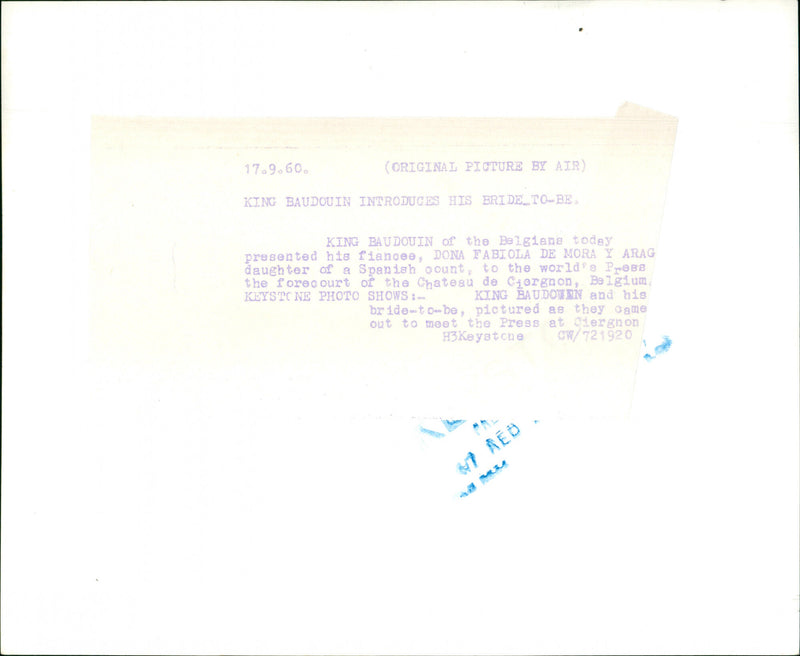 17.9.60. (ORIGINAL PICTURE BY AIR)
KING BAUDOUIN INTRODUCES HIS BRIDE-TO-BE.
KING BAUDOUIN of the Belgians today
presented his fiancee, DONA FABIOLA DE MORA Y ARAG
daughter of a Spanish count, to the world's Press
the forecourt of the Chateau de Ciergnon, Belgium.
KEYSTONE PHOTO SHOWS:- KING BAUDOUIN and his
bride-to-be, pictured as they came
out to meet the Press at Ciergnon
H3Keystone CW/721920
RED